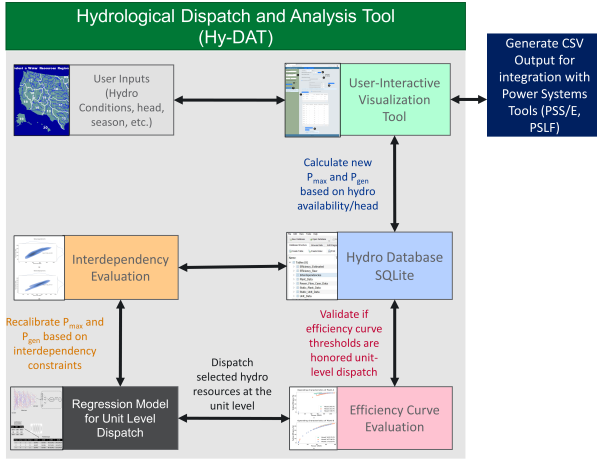 Hydrological Dispatch and Analysis Tool
(Hy-DAT)
User Inputs
(Hydro
Conditions, head,
season, etc.)
User-Interactive
Visualization
Tool
Generate CSV
Output for
integration with
Power Systems
Tools (PSS/E,
PSLF)
Calculate new
Pmax and Pgen
based on hydro
availability/head
Interdependency
Evaluation
Hydro Database
SQLite
Recalibrate Pmax and
Pgen based on
interdependency
constraints
Validate if
efficiency curve
thresholds are
honored unit-
level dispatch
Dispatch
selected hydro
resources at the
unit level
Regression Model
for Unit Level
Dispatch
Efficiency Curve
Evaluation